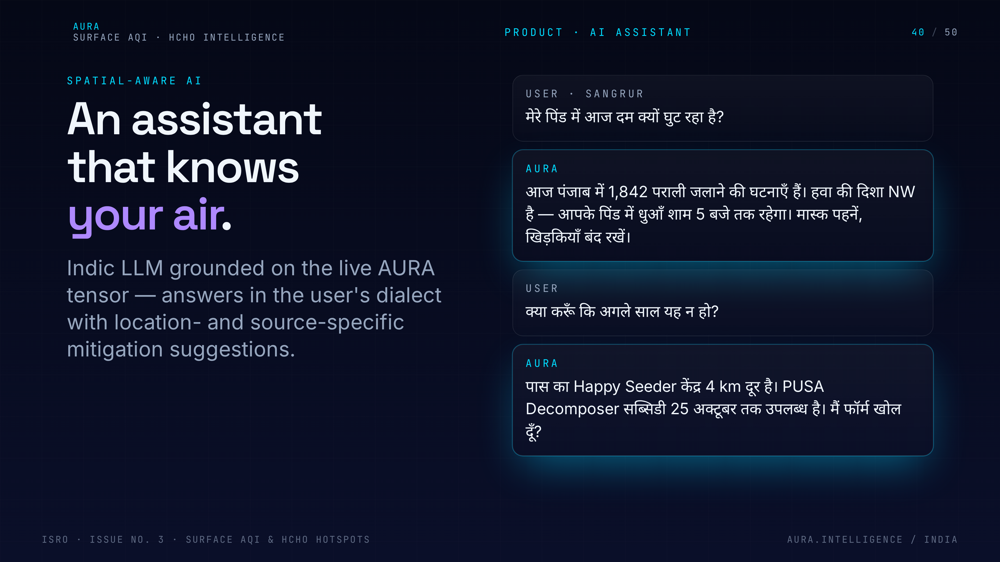 AURA
SURFACE AQI · HCHO INTELLIGENCE
PRODUCT · AI ASSISTANT
40 / 50
SPATIAL-AWARE AI
An assistant
that knows
your air.
Indic LLM grounded on the live AURA
tensor — answers in the user's dialect
with location- and source-specific
mitigation suggestions.
USER · SANGRUR
मेरे पिंड में आज दम क्यों घुट रहा है?
AURA
आज पंजाब में 1,842 पराली जलाने की घटनाएँ हैं। हवा की दिशा NW
है — आपके पिंड में धुआँ शाम 5 बजे तक रहेगा। मास्क पहनें,
खिड़कियाँ बंद रखें।
USER
क्या करूँ कि अगले साल यह न हो?
AURA
पास का Happy Seeder केंद्र 4 km दूर है। PUSA
Decomposer सब्सिडी 25 अक्टूबर तक उपलब्ध है। मैं फॉर्म खोल
दूँ?
ISRO · ISSUE NO. 3 · SURFACE AQI & HCHO HOTSPOTS
AURA.INTELLIGENCE / INDIA